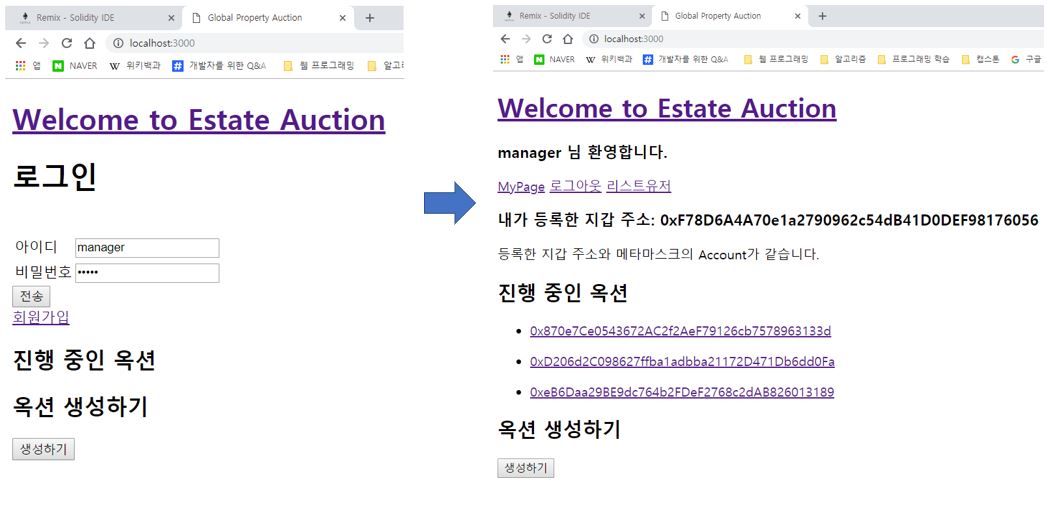 Remix - Solidity IDE
Global Property Auction
localhost:3000
앱 NAVER 위키백과 개발자를 위한 Q&A 웹 프로그래밍 알고
Welcome to Estate Auction
로그인
아이디 manager
비밀번호 •••••
전송
회원가입
진행 중인 옥션
옥션 생성하기
생성하기
Remix - Solidity IDE
Global Property Auction
localhost:3000
앱 NAVER 위키백과 개발자를 위한 Q&A 웹 프로그래밍 알고리즘 프로그래밍 학습 캡스톤 구글
Welcome to Estate Auction
manager 님 환영합니다.
MyPage 로그아웃 리스트유저
내가 등록한 지갑 주소: 0xF78D6A4A70e1a2790962c54dB41D0DEF98176056
등록한 지갑 주소와 메타마스크의 Account가 같습니다.
진행 중인 옥션
0x870e7Ce0543672AC2f2AeF79126cb7578963133d
0xD206d2C098627ffba1adbba21172D471Db6dd0Fa
0xeB6Daa29BE9dc764b2FDeF2768c2dAB826013189
옥션 생성하기
생성하기